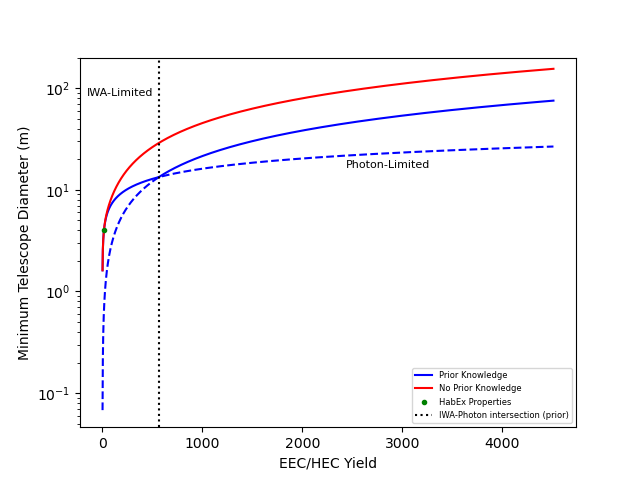 10²
10¹
10⁰
10⁻¹
Minimum Telescope Diameter (m)
IWA-Limited
Photon-Limited
Prior Knowledge
No Prior Knowledge
HabEx Properties
IWA-Photon intersection (prior)
0 1000 2000 3000 4000
EEC/HEC Yield